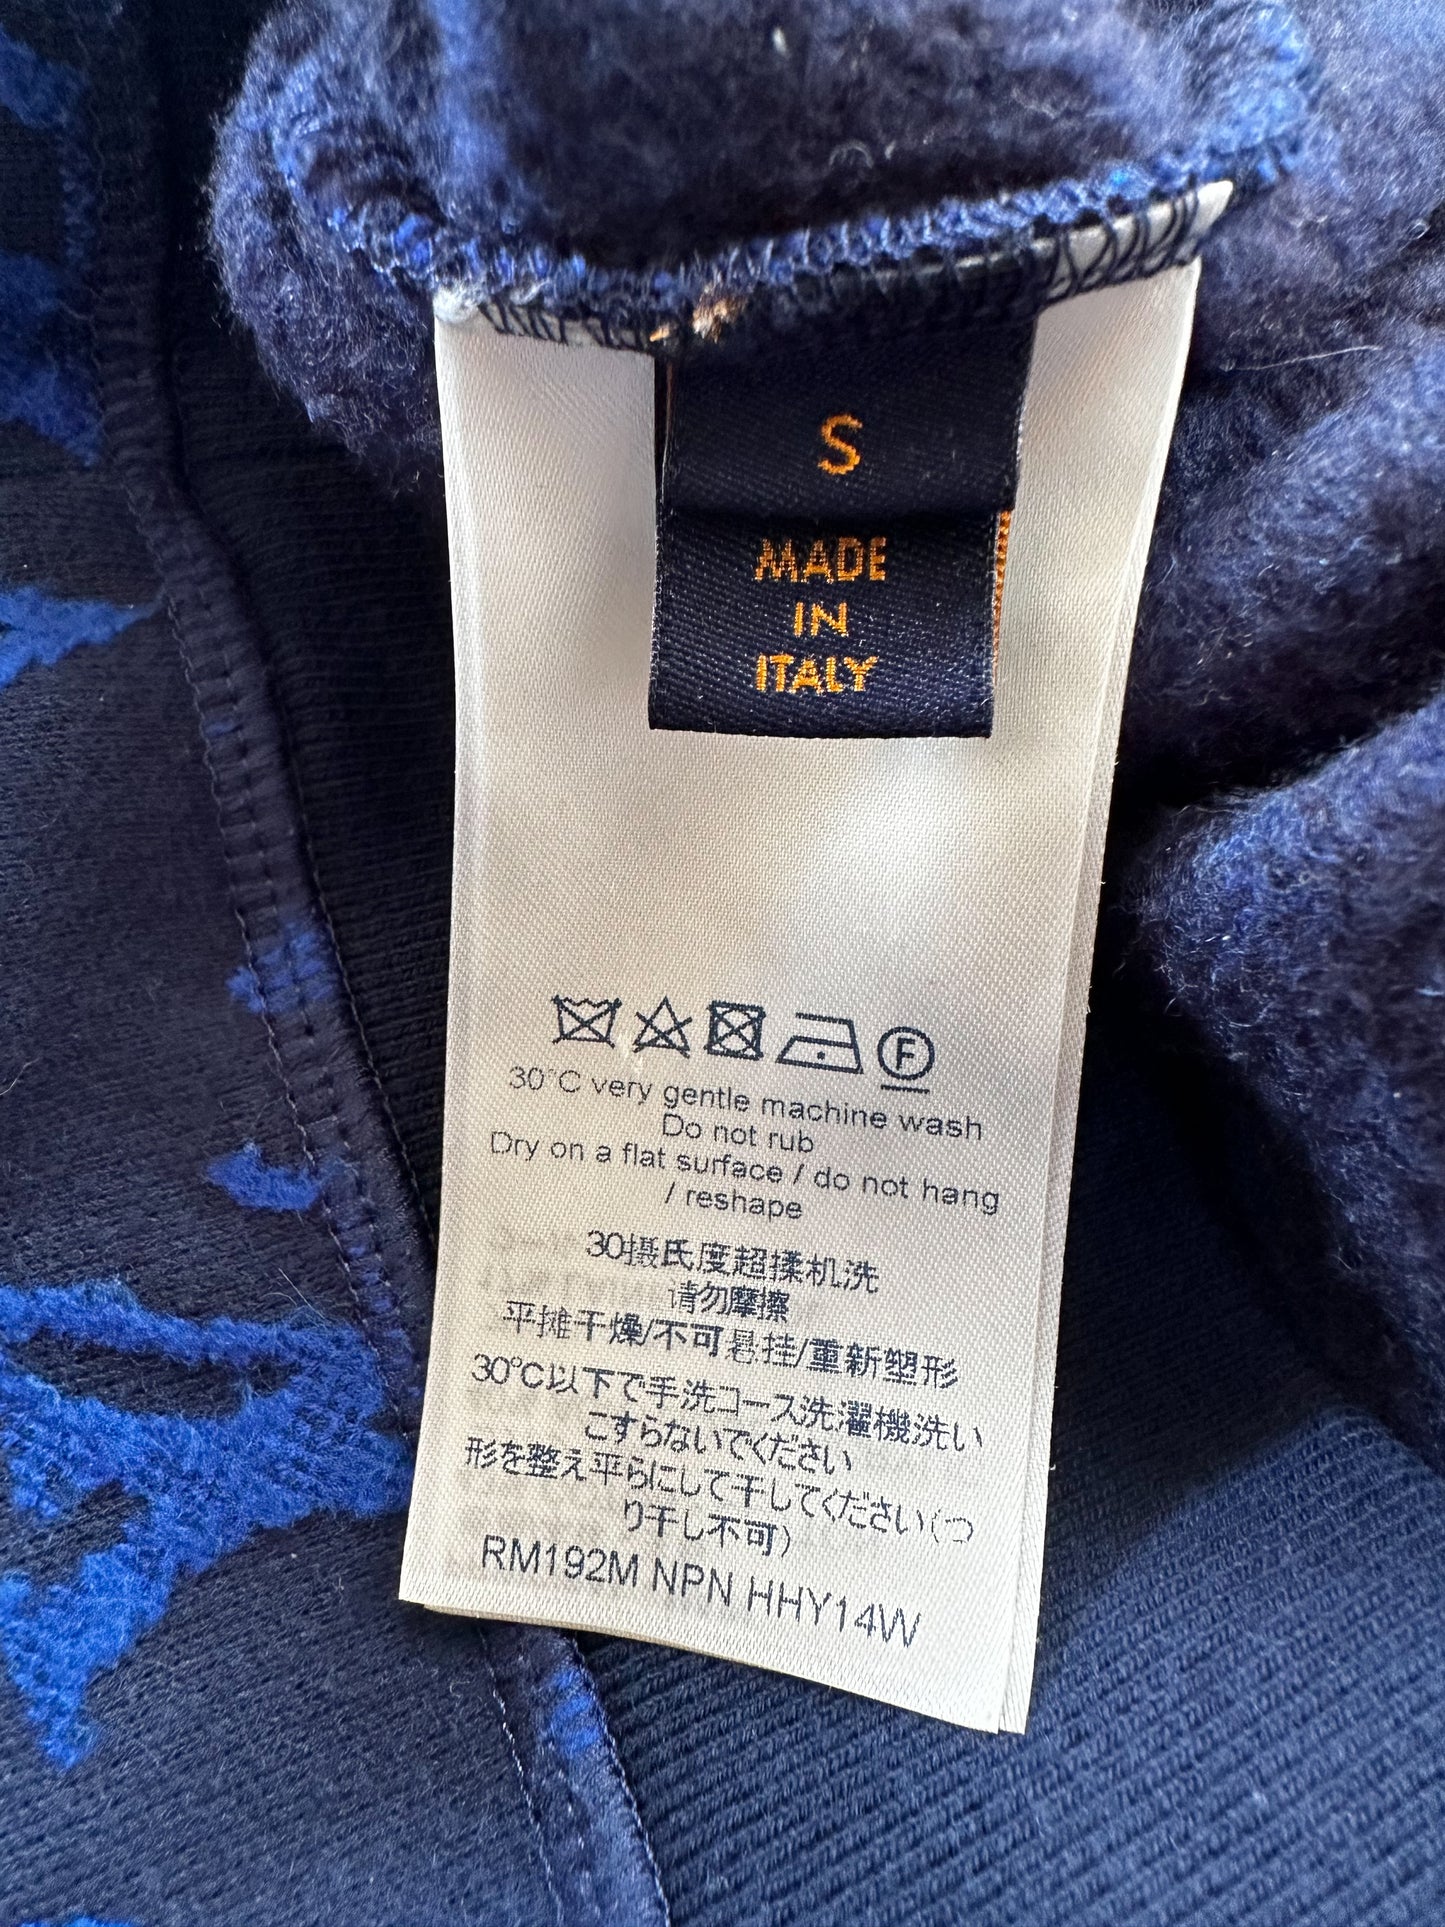 S
MADE
IN
ITALY
F
30°C very gentle machine wash
Do not rub
Dry on a flat surface / do not hang
/ reshape
30摄氏度超揉机洗
请勿摩擦
平摊干燥/不可悬挂/重新塑形
30°C以下で手洗コース洗濯機洗い
こすらないでください
形を整え平らにして干してください(つ
り干し不可)
RM192M NPN HHY14W